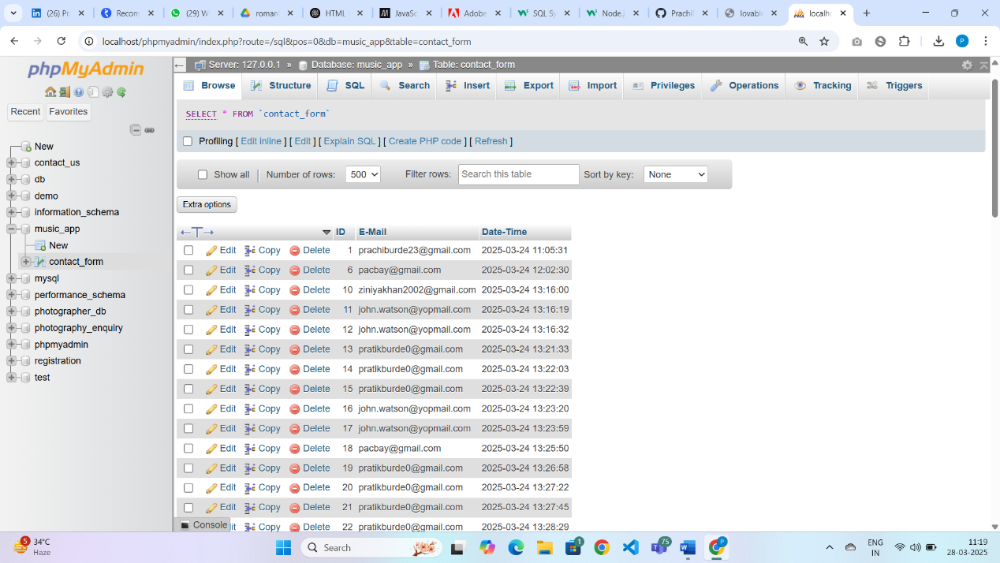 (26) Pr
Recom
(29) W
romam
HTML
JavaSc
Adobe
SQL Sy
Node.j
Prachil
lovable
localho
localhost/phpmyadmin/index.php?route=/sql&pos=0&db=music_app&table=contact_form
P
phpMyAdmin
Recent Favorites
New
contact_us
db
demo
information_schema
music_app
New
contact_form
mysql
performance_schema
photographer_db
photography_enquiry
phpmyadmin
registration
test
Server: 127.0.0.1 » Database: music_app » Table: contact_form
Browse Structure SQL Search Insert Export Import Privileges Operations Tracking Triggers
SELECT * FROM `contact_form`
Profiling [ Edit inline ] [ Edit ] [ Explain SQL ] [ Create PHP code ] [ Refresh ]
Show all Number of rows: 500 Filter rows: Search this table Sort by key: None
Extra options
←T→ ID E-Mail Date-Time
Edit Copy Delete 1 prachiburde23@gmail.com 2025-03-24 11:05:31
Edit Copy Delete 6 pacbay@gmail.com 2025-03-24 12:02:30
Edit Copy Delete 10 ziniyakhan2002@gmail.com 2025-03-24 13:16:00
Edit Copy Delete 11 john.watson@yopmail.com 2025-03-24 13:16:19
Edit Copy Delete 12 john.watson@yopmail.com 2025-03-24 13:16:32
Edit Copy Delete 13 pratikburde0@gmail.com 2025-03-24 13:21:33
Edit Copy Delete 14 pratikburde0@gmail.com 2025-03-24 13:22:03
Edit Copy Delete 15 pratikburde0@gmail.com 2025-03-24 13:22:39
Edit Copy Delete 16 john.watson@yopmail.com 2025-03-24 13:23:20
Edit Copy Delete 17 john.watson@yopmail.com 2025-03-24 13:23:59
Edit Copy Delete 18 pacbay@gmail.com 2025-03-24 13:25:50
Edit Copy Delete 19 pratikburde0@gmail.com 2025-03-24 13:26:58
Edit Copy Delete 20 pratikburde0@gmail.com 2025-03-24 13:27:22
Edit Copy Delete 21 pratikburde0@gmail.com 2025-03-24 13:27:45
Copy Delete 22 pratikburde0@gmail.com 2025-03-24 13:28:29
Console
5 34°C
Haze
Search
1
75
P
ENG
IN
11:19
28-03-2025